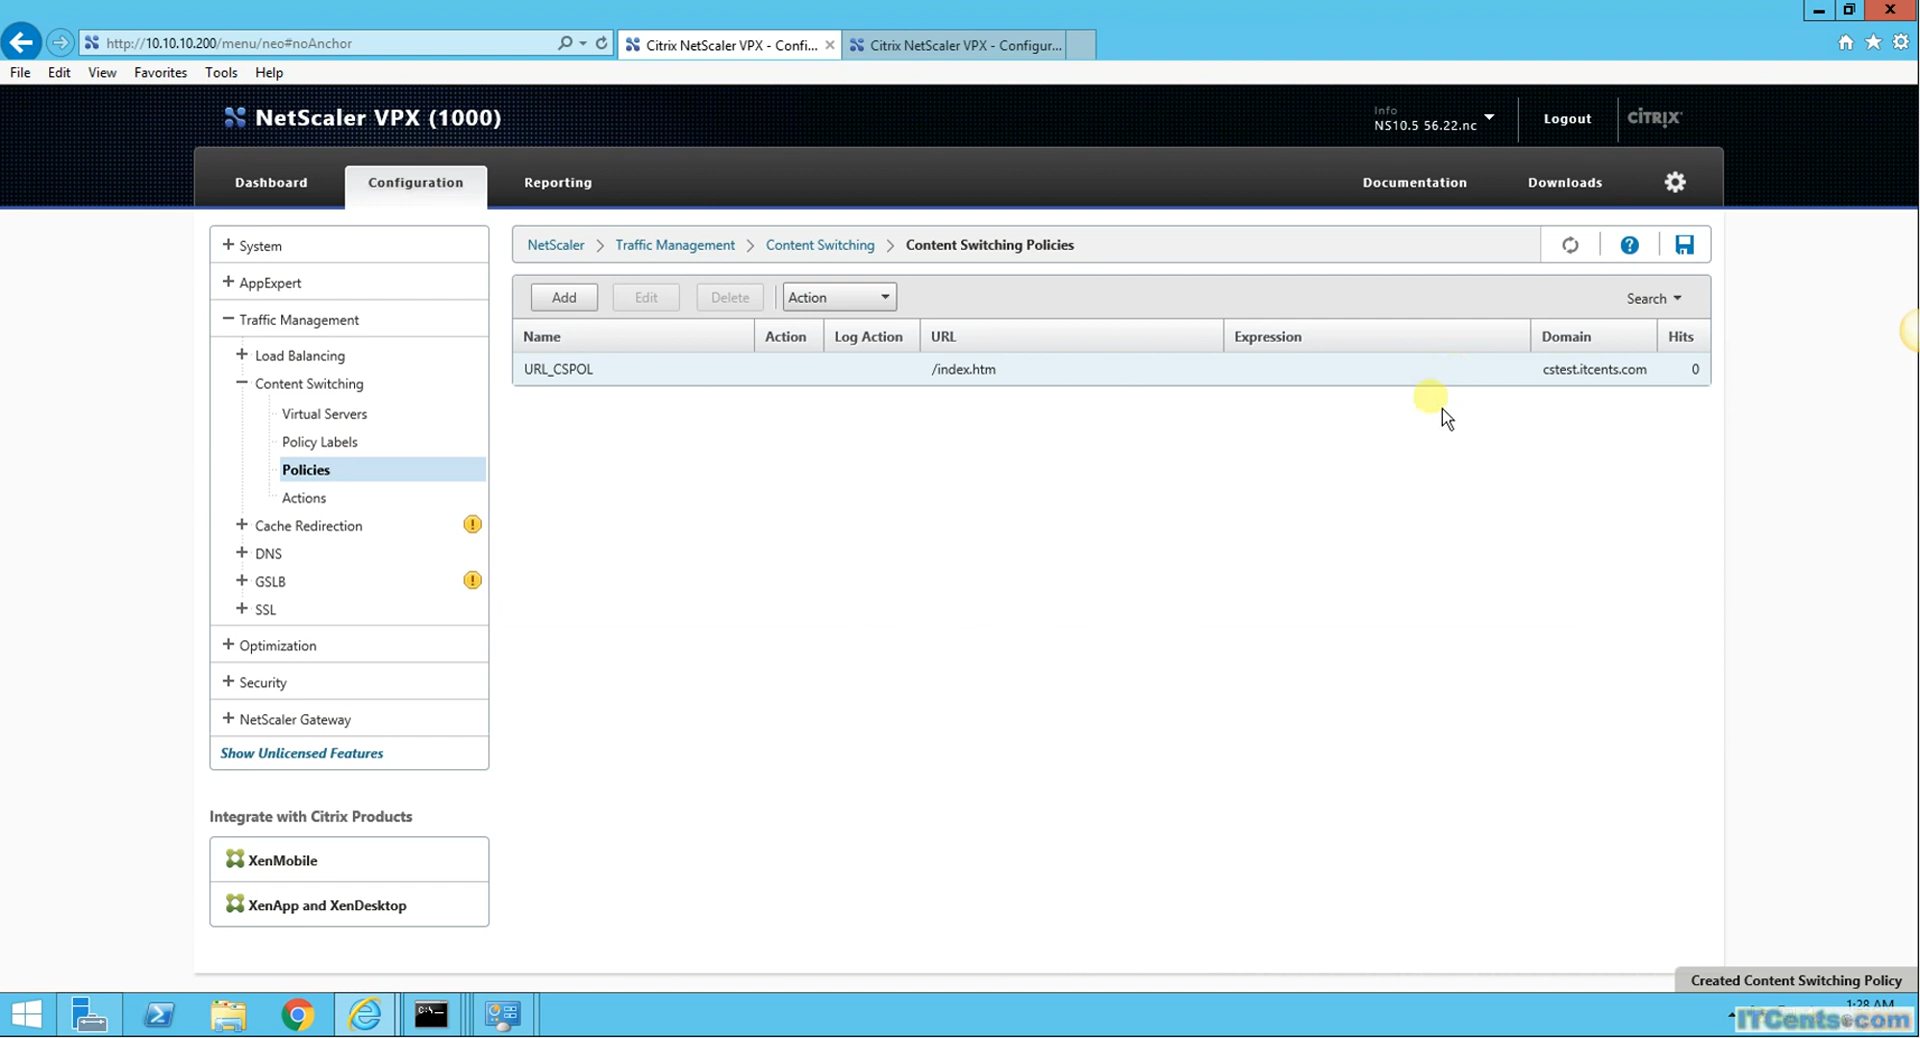 http://10.10.10.200/menu/neo#noAnchor
Citrix NetScaler VPX - Confi...
Citrix NetScaler VPX - Configur...
File Edit View Favorites Tools Help
NetScaler VPX (1000)
Info
NS10.5 56.22.nc
Logout
CITRIX
Dashboard
Configuration
Reporting
Documentation
Downloads
System
AppExpert
Traffic Management
Load Balancing
Content Switching
Virtual Servers
Policy Labels
Policies
Actions
Cache Redirection
DNS
GSLB
SSL
Optimization
Security
NetScaler Gateway
Show Unlicensed Features
Integrate with Citrix Products
XenMobile
XenApp and XenDesktop
NetScaler > Traffic Management > Content Switching > Content Switching Policies
Add Edit Delete Action Search
Name Action Log Action URL Expression Domain Hits
URL_CSPOL /index.htm cstest.itcents.com 0
Created Content Switching Policy
1:28 AM
ITCents.com